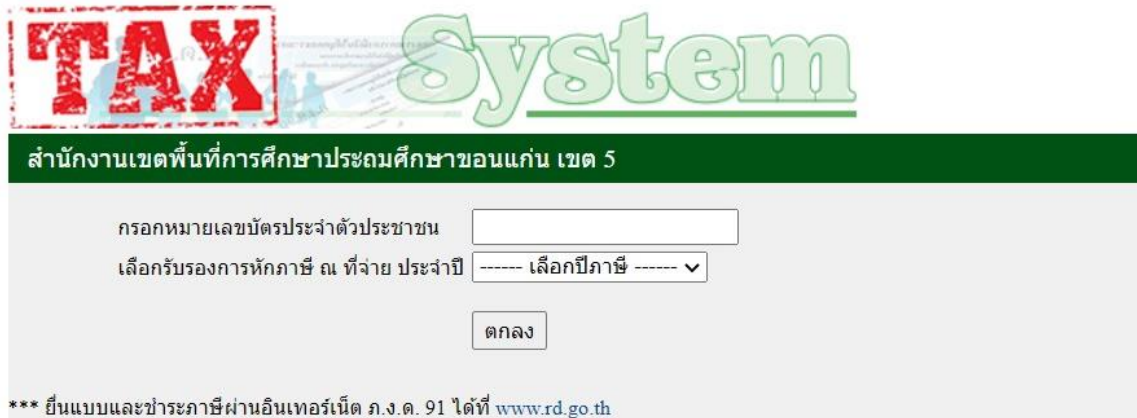 TAX System
สำนักงานเขตพื้นที่การศึกษาประถมศึกษาขอนแก่น เขต 5
กรอกหมายเลขบัตรประจำตัวประชาชน
เลือกรับรองการหักภาษี ณ ที่จ่าย ประจำปี ------ เลือกปีภาษี ------
ตกลง
*** ยื่นแบบและชำระภาษีผ่านอินเทอร์เน็ต ภ.ง.ด. 91 ได้ที่ www.rd.go.th